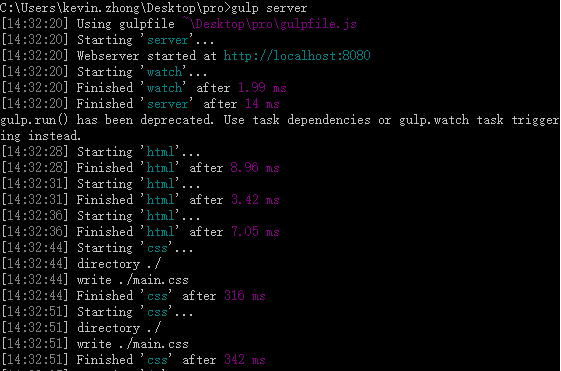 C:\Users\kevin.zhong\Desktop\pro>gulp server
[14:32:20] Using gulpfile ~\Desktop\pro\gulpfile.js
[14:32:20] Starting 'server'...
[14:32:20] Webserver started at http://localhost:8080
[14:32:20] Starting 'watch'...
[14:32:20] Finished 'watch' after 1.99 ms
[14:32:20] Finished 'server' after 14 ms
gulp.run() has been deprecated. Use task dependencies or gulp.watch task trigger
ing instead.
[14:32:28] Starting 'html'...
[14:32:28] Finished 'html' after 8.96 ms
[14:32:31] Starting 'html'...
[14:32:31] Finished 'html' after 3.42 ms
[14:32:36] Starting 'html'...
[14:32:36] Finished 'html' after 7.05 ms
[14:32:44] Starting 'css'...
[14:32:44] directory ./
[14:32:44] write ./main.css
[14:32:44] Finished 'css' after 316 ms
[14:32:51] Starting 'css'...
[14:32:51] directory ./
[14:32:51] write ./main.css
[14:32:51] Finished 'css' after 342 ms